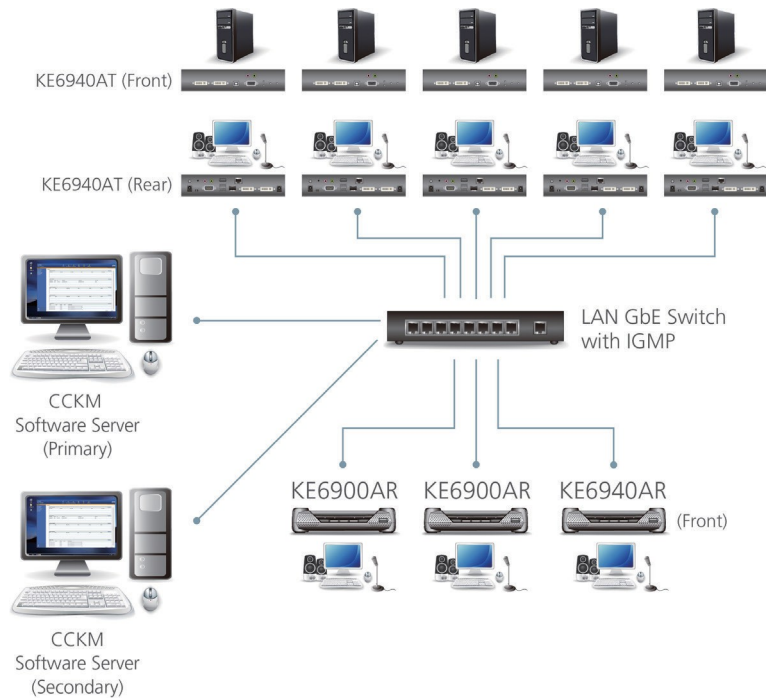 KE6940AT (Front)
KE6940AT (Rear)
LAN GbE Switch
with IGMP
CCKM
Software Server
(Primary)
KE6900AR
KE6900AR
KE6940AR
(Front)
CCKM
Software Server
(Secondary)